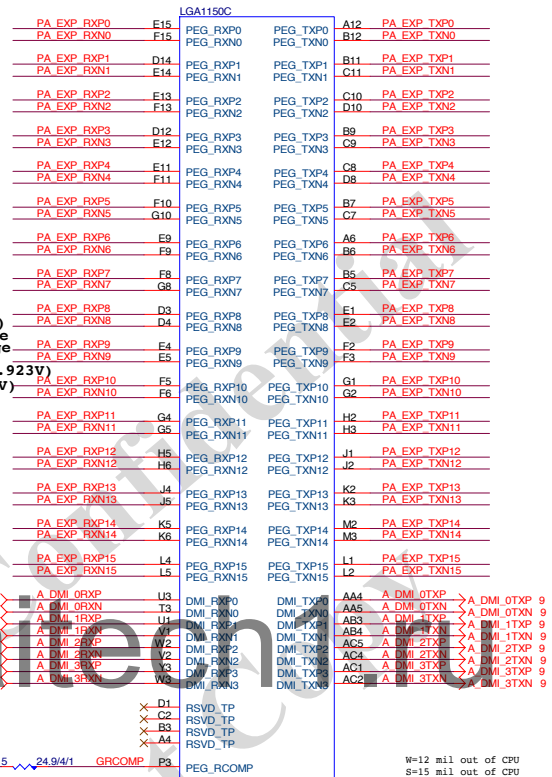 LGA1150C
PA_EXP_RXP0 E15 PEG_RXP0 PEG_TXP0 A12 PA_EXP_TXP0
PA_EXP_RXN0 F15 PEG_RXN0 PEG_TXN0 B12 PA_EXP_TXN0
PA_EXP_RXP1 D14 PEG_RXP1 PEG_TXP1 B11 PA_EXP_TXP1
PA_EXP_RXN1 E14 PEG_RXN1 PEG_TXN1 C11 PA_EXP_TXN1
PA_EXP_RXP2 E13 PEG_RXP2 PEG_TXP2 C10 PA_EXP_TXP2
PA_EXP_RXN2 F13 PEG_RXN2 PEG_TXN2 D10 PA_EXP_TXN2
PA_EXP_RXP3 D12 PEG_RXP3 PEG_TXP3 B9 PA_EXP_TXP3
PA_EXP_RXN3 E12 PEG_RXN3 PEG_TXN3 C9 PA_EXP_TXN3
PA_EXP_RXP4 E11 PEG_RXP4 PEG_TXP4 C8 PA_EXP_TXP4
PA_EXP_RXN4 F11 PEG_RXN4 PEG_TXN4 D8 PA_EXP_TXN4
PA_EXP_RXP5 F10 PEG_RXP5 PEG_TXP5 B7 PA_EXP_TXP5
PA_EXP_RXN5 G10 PEG_RXN5 PEG_TXN5 C7 PA_EXP_TXN5
PA_EXP_RXP6 E9 PEG_RXP6 PEG_TXP6 A6 PA_EXP_TXP6
PA_EXP_RXN6 F9 PEG_RXN6 PEG_TXN6 B6 PA_EXP_TXN6
PA_EXP_RXP7 F8 PEG_RXP7 PEG_TXP7 B5 PA_EXP_TXP7
PA_EXP_RXN7 G8 PEG_RXN7 PEG_TXN7 C5 PA_EXP_TXN7
PA_EXP_RXP8 D3 PEG_RXP8 PEG_TXP8 E1 PA_EXP_TXP8
PA_EXP_RXN8 D4 PEG_RXN8 PEG_TXN8 E2 PA_EXP_TXN8
PA_EXP_RXP9 E4 PEG_RXP9 PEG_TXP9 F2 PA_EXP_TXP9
PA_EXP_RXN9 E5 PEG_RXN9 PEG_TXN9 F3 PA_EXP_TXN9
.923V)
V)
PA_EXP_RXP10 F5 PEG_RXP10 PEG_TXP10 G1 PA_EXP_TXP10
PA_EXP_RXN10 F6 PEG_RXN10 PEG_TXN10 G2 PA_EXP_TXN10
PA_EXP_RXP11 G4 PEG_RXP11 PEG_TXP11 H2 PA_EXP_TXP11
PA_EXP_RXN11 G5 PEG_RXN11 PEG_TXN11 H3 PA_EXP_TXN11
PA_EXP_RXP12 H5 PEG_RXP12 PEG_TXP12 J1 PA_EXP_TXP12
PA_EXP_RXN12 H6 PEG_RXN12 PEG_TXN12 J2 PA_EXP_TXN12
PA_EXP_RXP13 J4 PEG_RXP13 PEG_TXP13 K2 PA_EXP_TXP13
PA_EXP_RXN13 J5 PEG_RXN13 PEG_TXN13 K3 PA_EXP_TXN13
PA_EXP_RXP14 K5 PEG_RXP14 PEG_TXP14 M2 PA_EXP_TXP14
PA_EXP_RXN14 K6 PEG_RXN14 PEG_TXN14 M3 PA_EXP_TXN14
PA_EXP_RXP15 L4 PEG_RXP15 PEG_TXP15 L1 PA_EXP_TXP15
PA_EXP_RXN15 L5 PEG_RXN15 PEG_TXN15 L2 PA_EXP_TXN15
A_DMI_0RXP U3 DMI_RXP0 DMI_TXP0 AA4 A_DMI_0TXP A_DMI_0TXP 9
A_DMI_0RXN T3 DMI_RXN0 DMI_TXN0 AA5 A_DMI_0TXN A_DMI_0TXN 9
A_DMI_1RXP U1 DMI_RXP1 DMI_TXP1 AB3 A_DMI_1TXP A_DMI_1TXP 9
A_DMI_1RXN V1 DMI_RXN1 DMI_TXN1 AB4 A_DMI_1TXN A_DMI_1TXN 9
A_DMI_2RXP W2 DMI_RXP2 DMI_TXP2 AC5 A_DMI_2TXP A_DMI_2TXP 9
A_DMI_2RXN V2 DMI_RXN2 DMI_TXN2 AC4 A_DMI_2TXN A_DMI_2TXN 9
A_DMI_3RXP Y3 DMI_RXP3 DMI_TXP3 AC1 A_DMI_3TXP A_DMI_3TXP 9
A_DMI_3RXN W3 DMI_RXN3 DMI_TXN3 AC2 A_DMI_3TXN A_DMI_3TXN 9
D1 RSVD_TP
C2 RSVD_TP
B3 RSVD_TP
A4 RSVD_TP
5 24.9/4/1 GRCOMP P3 PEG_RCOMP
W=12 mil out of CPU
S=15 mil out of CPU
Confidential
Copy
itech1.ru